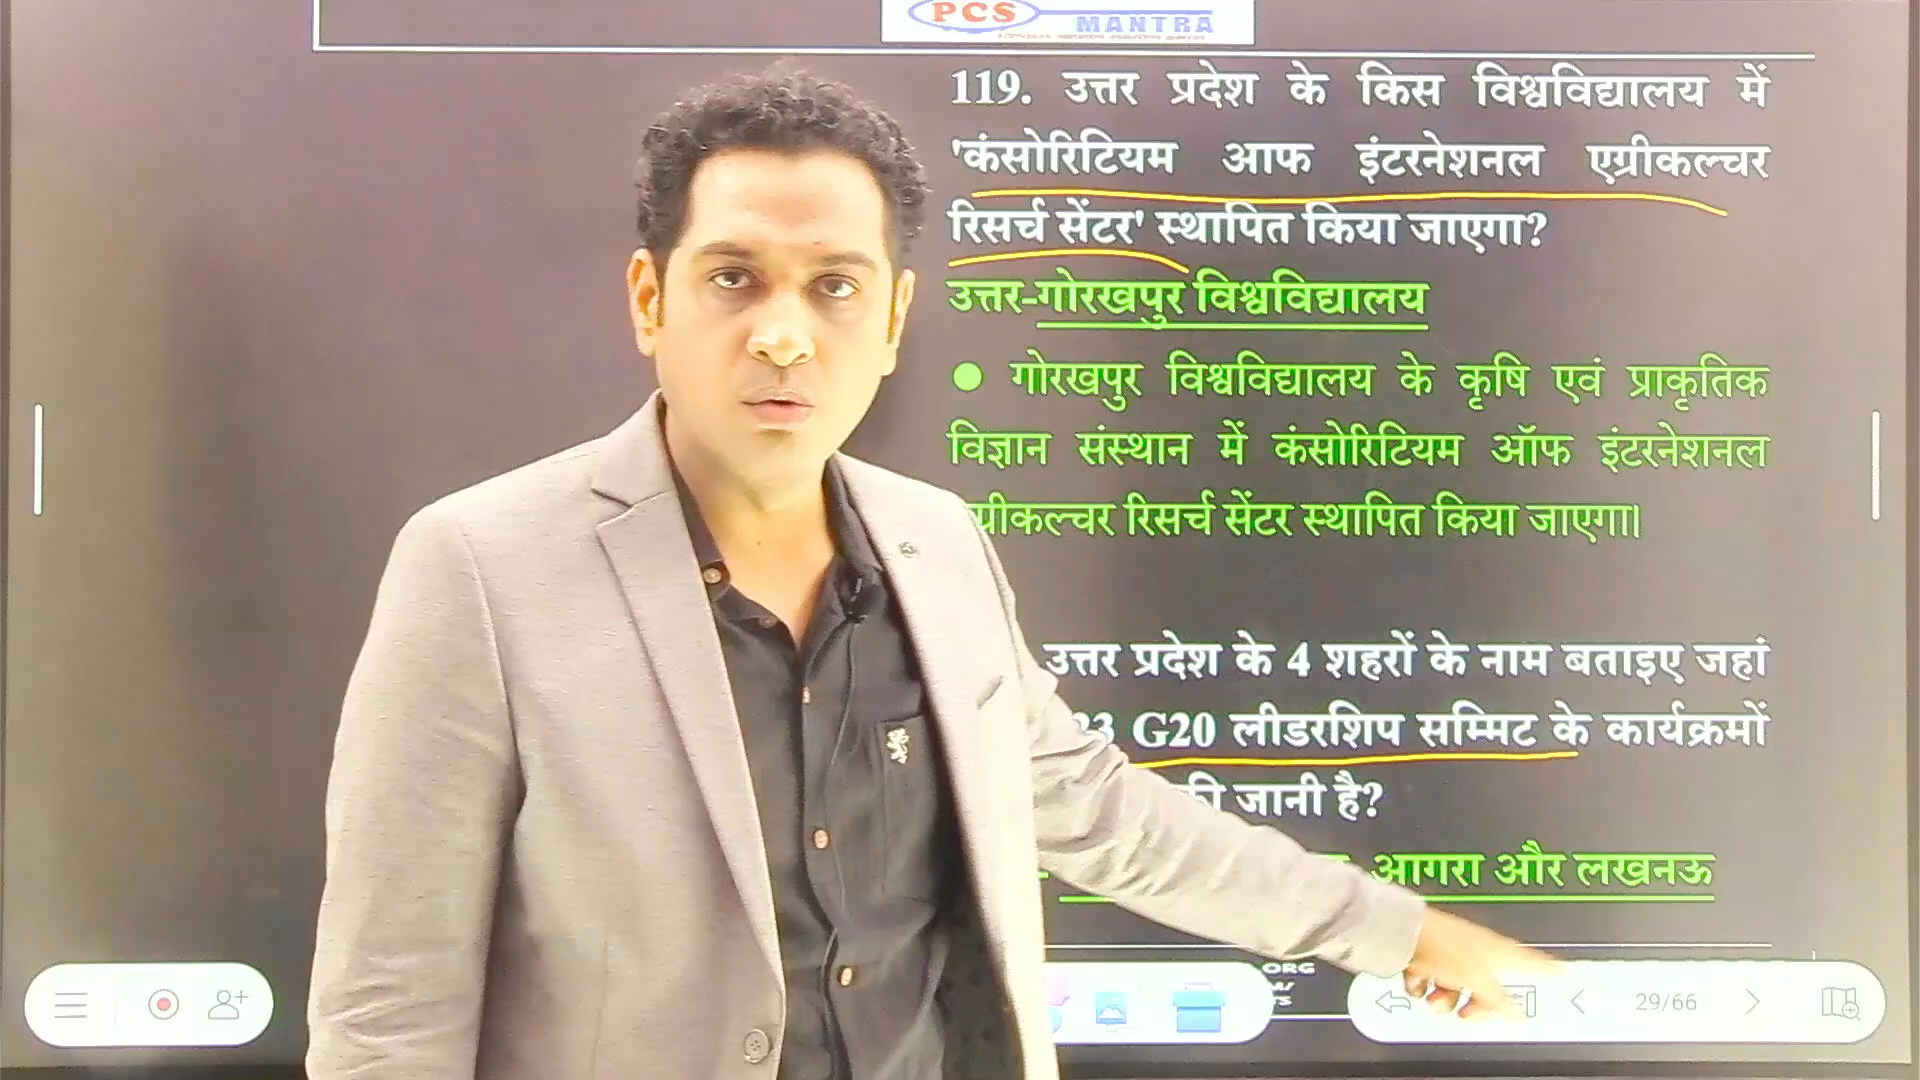 PCS
MANTRA
119. उत्तर प्रदेश के किस विश्वविद्यालय में
'कंसोरिटियम आफ इंटरनेशनल एग्रीकल्चर
रिसर्च सेंटर' स्थापित किया जाएगा?
उत्तर-गोरखपुर विश्वविद्यालय
● गोरखपुर विश्वविद्यालय के कृषि एवं प्राकृतिक
विज्ञान संस्थान में कंसोरिटियम ऑफ इंटरनेशनल
ग्रीकल्चर रिसर्च सेंटर स्थापित किया जाएगा।
उत्तर प्रदेश के 4 शहरों के नाम बताइए जहां
23 G20 लीडरशिप सम्मिट के कार्यक्रमों
की जानी है?
आगरा और लखनऊ
ORG
29/66